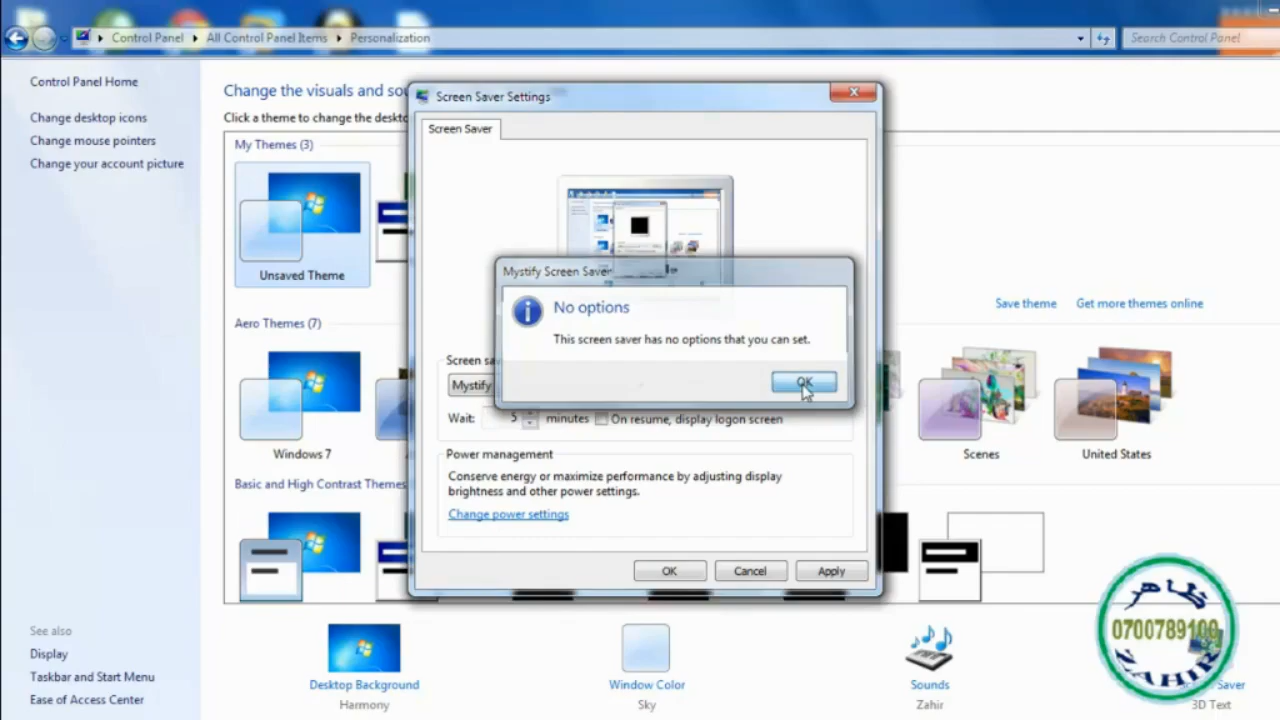 Control Panel
All Control Panel Items
Personalization
Search Control Panel
Control Panel Home
Change desktop icons
Change mouse pointers
Change your account picture
Change the visuals and
Click a theme to change the
My Themes (3)
Unsaved Theme
Save theme
Get more themes online
Aero Themes (7)
Windows 7
Scenes
United States
Basic and High Contrast Themes
Screen Saver Settings
Screen Saver
Mystify Screen Saver
No options
This screen saver has no options that you can set.
OK
Screen
Mystify
Wait:
5
minutes
On resume, display logon screen
Power management
Conserve energy or maximize performance by adjusting display
brightness and other power settings.
Change power settings
OK
Cancel
Apply
See also
Display
Taskbar and Start Menu
Ease of Access Center
Desktop Background
Harmony
Window Color
Sky
Sounds
Zahir
Saver
3D Text
0700789100
ZAHIR